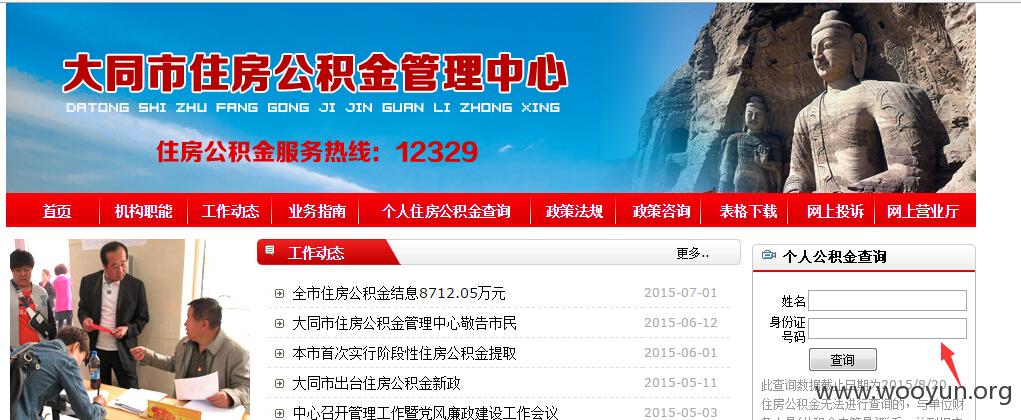 大同市住房公积金管理中心
DATONG SHI ZHU FANG GONG JI JIN GUAN LI ZHONG XING
住房公积金服务热线：12329
首页 机构职能 工作动态 业务指南 个人住房公积金查询 政策法规 政策咨询 表格下载 网上投诉 网上营业厅
工作动态 更多..
全市住房公积金结息8712.05万元 2015-07-01
大同市住房公积金管理中心敬告市民 2015-06-12
本市首次实行阶段性住房公积金提取 2015-06-01
大同市出台住房公积金新政 2015-05-11
中心召开管理工作暨党风廉政建设工作会议 2015-05-03
个人公积金查询
姓名
身份证
号码
查询
此查询数据截止日期为2015/8/20
住房公积金无法进行查询的，与单位财
www.wooyun.org